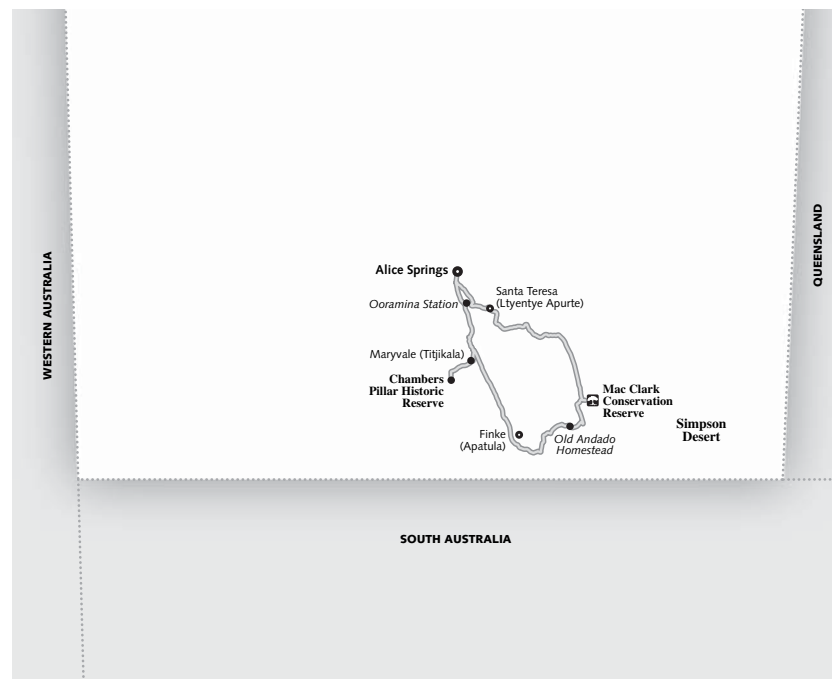 Alice Springs
Santa Teresa
(Ltyentye Apurte)
Ooramina Station
Maryvale (Titjikala)
Chambers
Pillar Historic
Reserve
Mac Clark
Conservation
Reserve
Simpson
Desert
Finke
(Apatula)
Old Andado
Homestead
WESTERN AUSTRALIA
QUEENSLAND
SOUTH AUSTRALIA